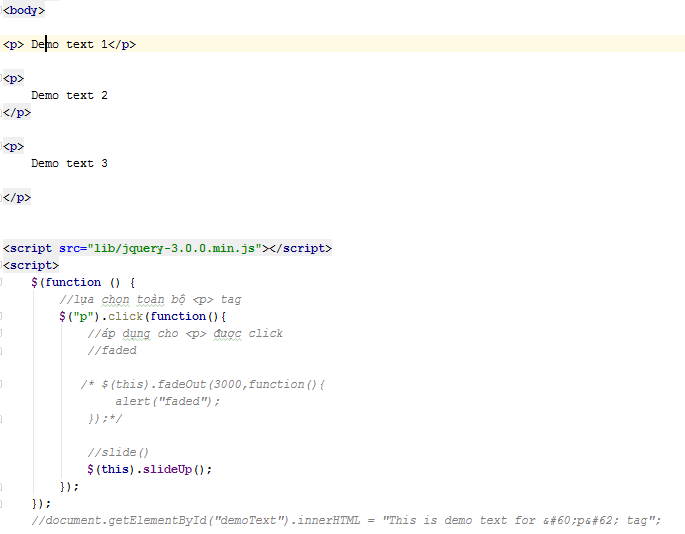 <body>
<p> Demo text 1</p>
<p>
Demo text 2
</p>
<p>
Demo text 3
</p>
<script src="lib/jquery-3.0.0.min.js"></script>
<script>
$(function () {
//lựa chọn toàn bộ <p> tag
$("p").click(function(){
//áp dụng cho <p> được click
//faded
/* $(this).fadeOut(3000,function(){
alert("faded");
});*/
//slide()
$(this).slideUp();
});
});
//document.getElementById("demoText").innerHTML = "This is demo text for &#60;p&#62; tag";